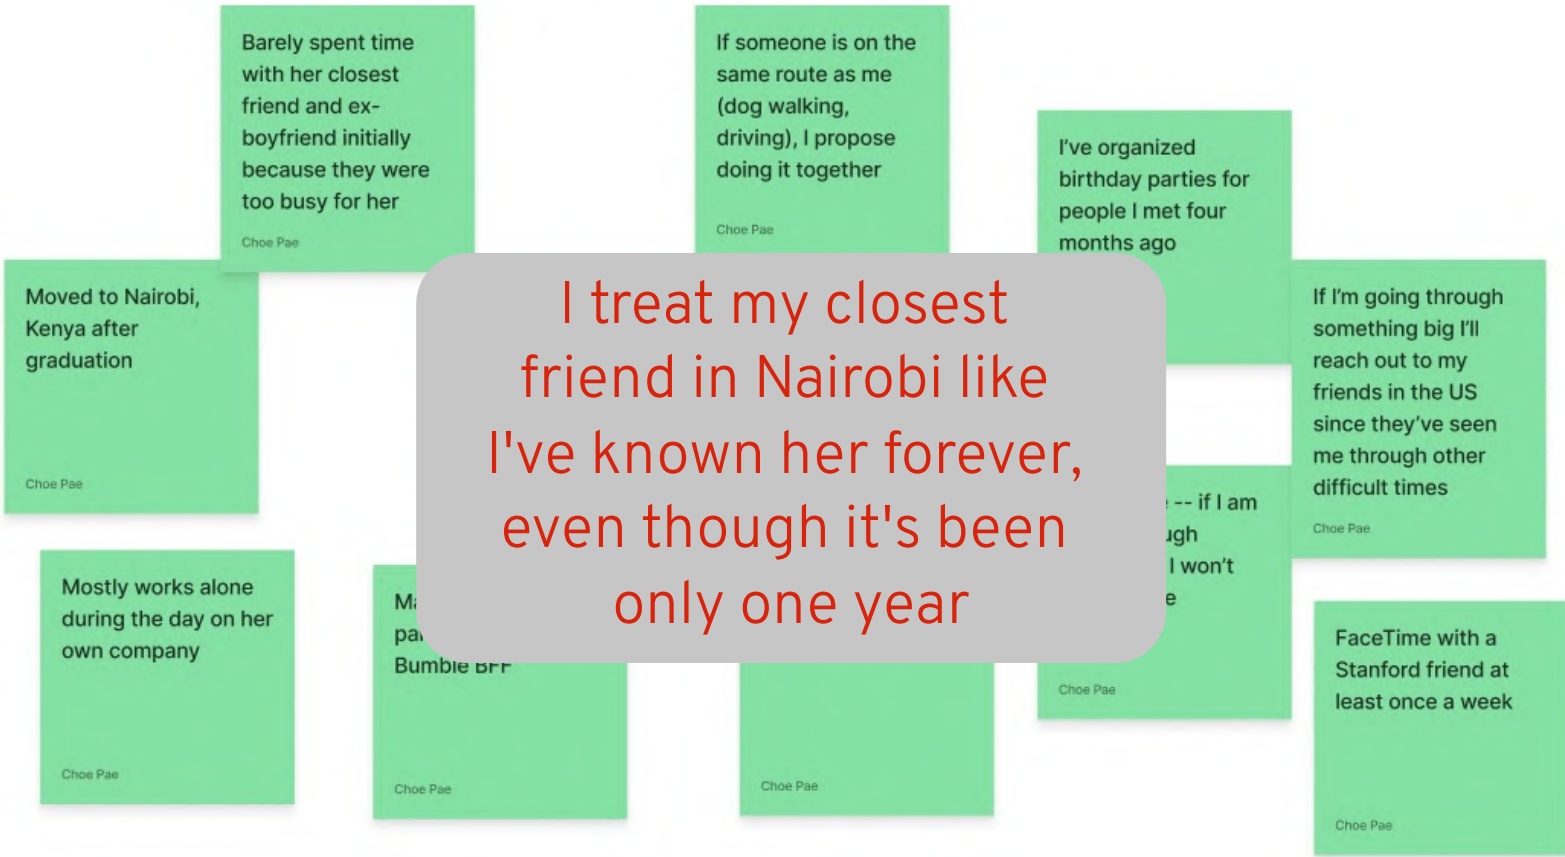 Barely spent time
with her closest
friend and ex-
boyfriend initially
because they were
too busy for her
Choe Pae
If someone is on the
same route as me
(dog walking,
driving), I propose
doing it together
Choe Pae
I've organized
birthday parties for
people I met four
months ago
Moved to Nairobi,
Kenya after
graduation
Choe Pae
I treat my closest
friend in Nairobi like
I've known her forever,
even though it's been
only one year
If I'm going through
something big I'll
reach out to my
friends in the US
since they've seen
me through other
difficult times
Choe Pae
-- if I am
I won't
Choe Pae
Mostly works alone
during the day on her
own company
Choe Pae
Bumble BFF
Choe Pae
Choe Pae
FaceTime with a
Stanford friend at
least once a week
Choe Pae